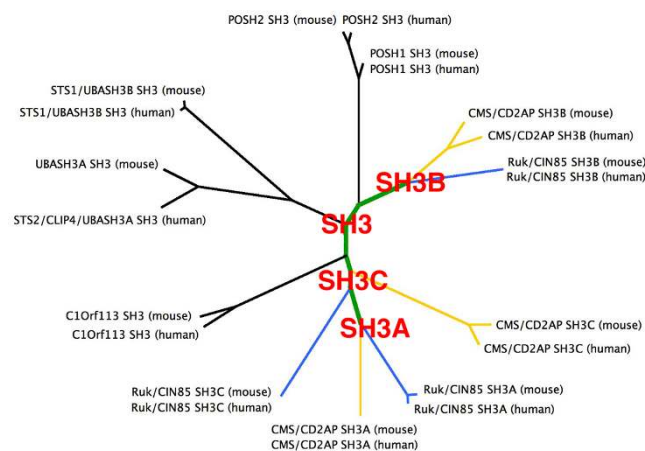 POSH2 SH3 (mouse) POSH2 SH3 (human)
POSH1 SH3 (mouse)
POSH1 SH3 (human)
STS1/UBASH3B SH3 (mouse)
STS1/UBASH3B SH3 (human)
CMS/CD2AP SH3B (mouse)
CMS/CD2AP SH3B (human)
UBASH3A SH3 (mouse)
Ruk/CIN85 SH3B (mouse)
Ruk/CIN85 SH3B (human)
SH3B
STS2/CLIP4/UBASH3A SH3 (human)
SH3
SH3C
C1Orf113 SH3 (mouse)
C1Orf113 SH3 (human)
SH3A
CMS/CD2AP SH3C (mouse)
CMS/CD2AP SH3C (human)
Ruk/CIN85 SH3C (mouse)
Ruk/CIN85 SH3C (human)
Ruk/CIN85 SH3A (mouse)
Ruk/CIN85 SH3A (human)
CMS/CD2AP SH3A (mouse)
CMS/CD2AP SH3A (human)